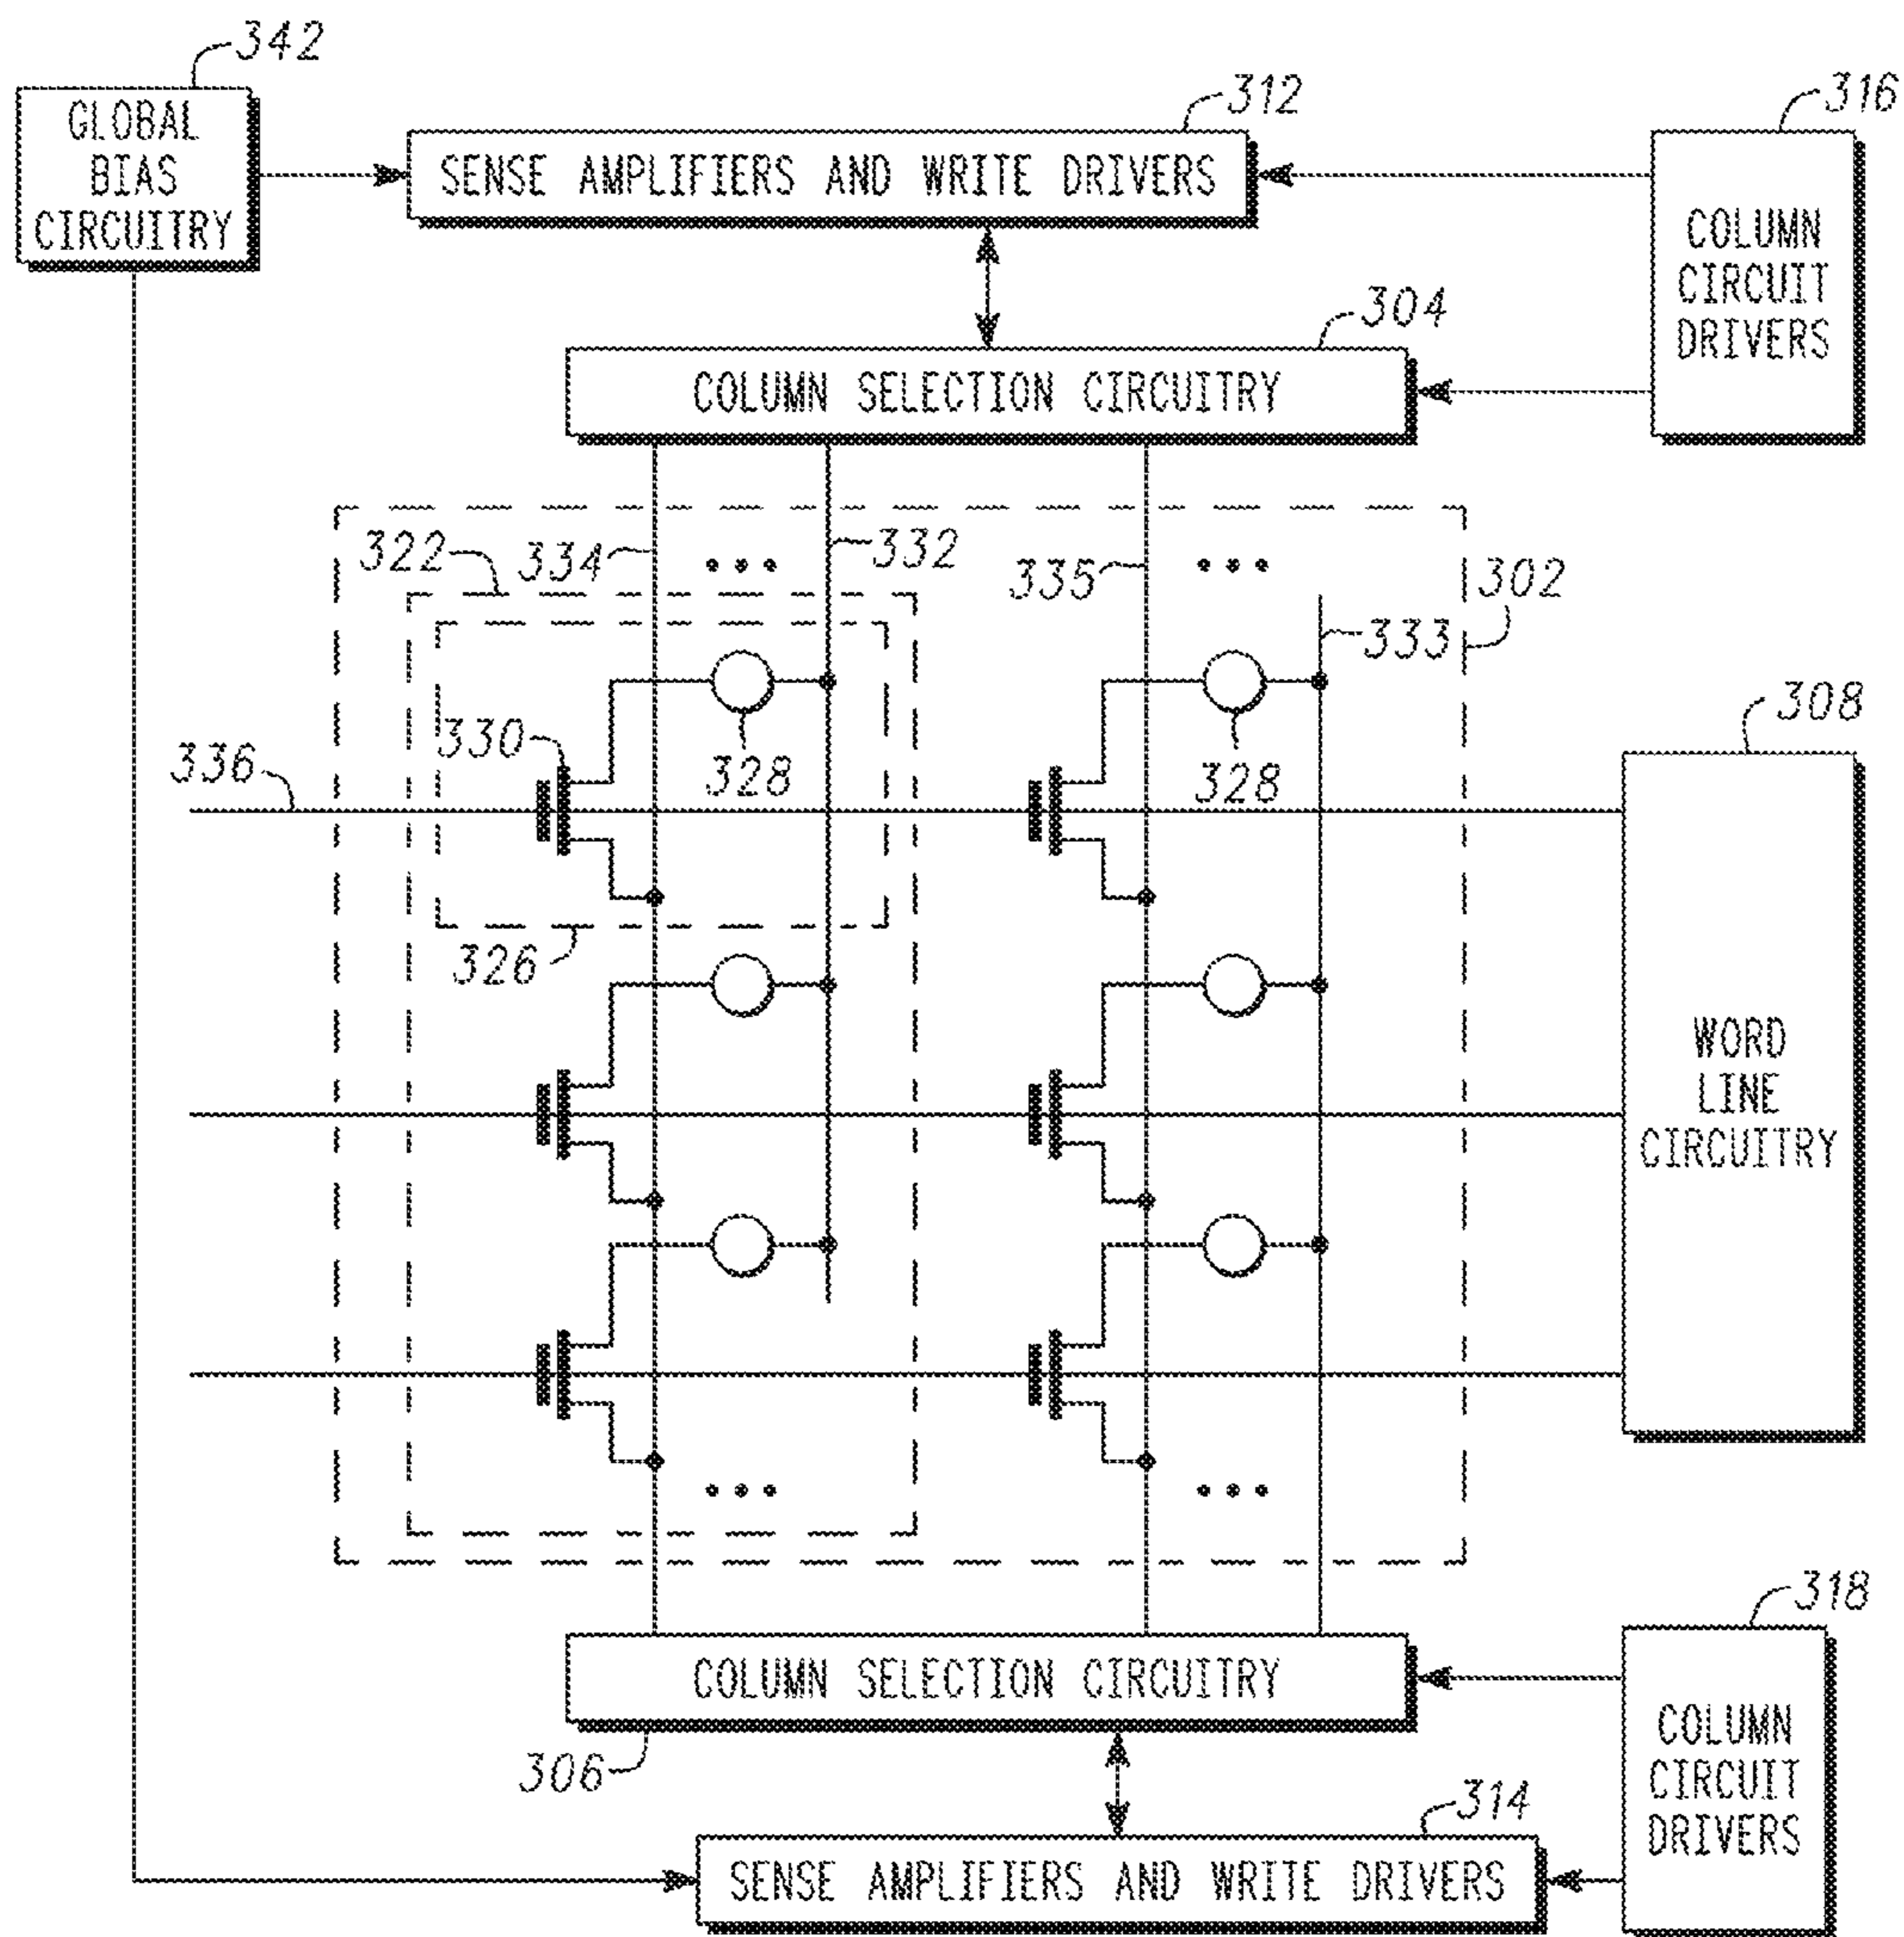 342
GLOBAL
BIAS
CIRCUITRY
312
SENSE AMPLIFIERS AND WRITE DRIVERS
316
COLUMN
CIRCUIT
DRIVERS
304
COLUMN SELECTION CIRCUITRY
322
334
332
335
302
333
330
328
328
308
336
326
WORD
LINE
CIRCUITRY
318
COLUMN SELECTION CIRCUITRY
306
COLUMN
CIRCUIT
DRIVERS
314
SENSE AMPLIFIERS AND WRITE DRIVERS